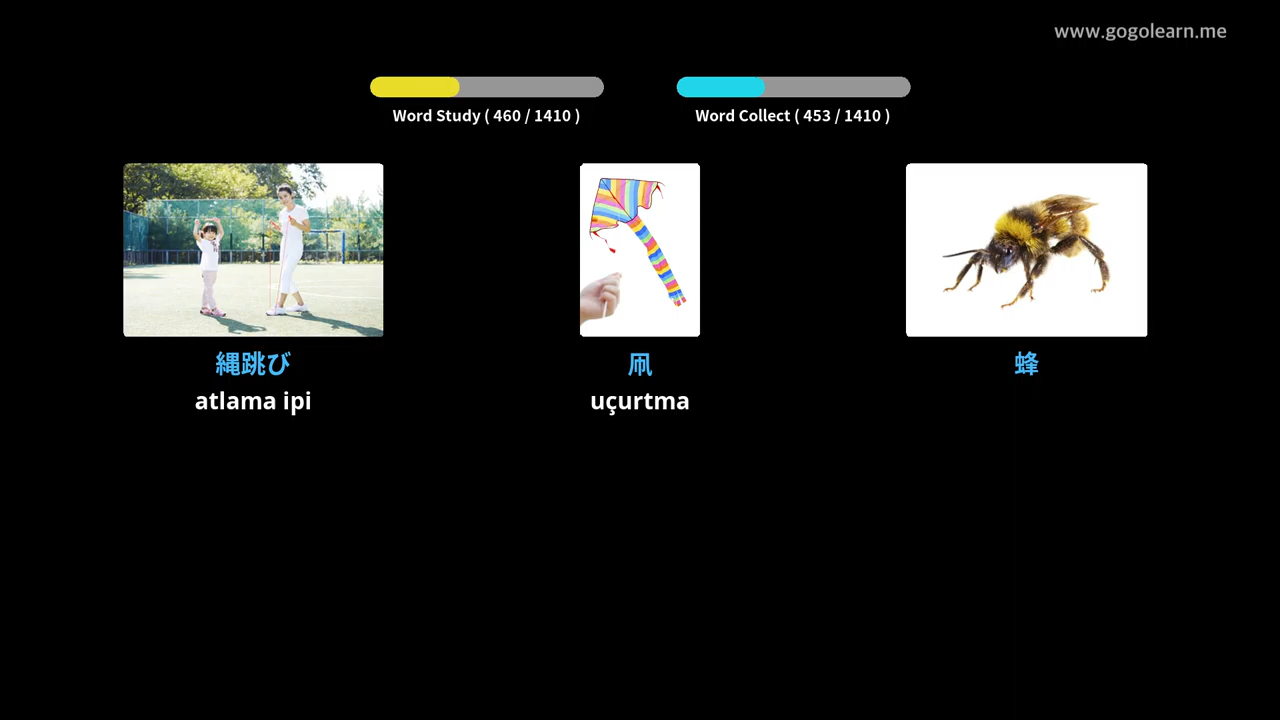 www.gogolearn.me
Word Study ( 460 / 1410 )
Word Collect ( 453 / 1410 )
縄跳び
atlama ipi
凧
uçurtma
蜂